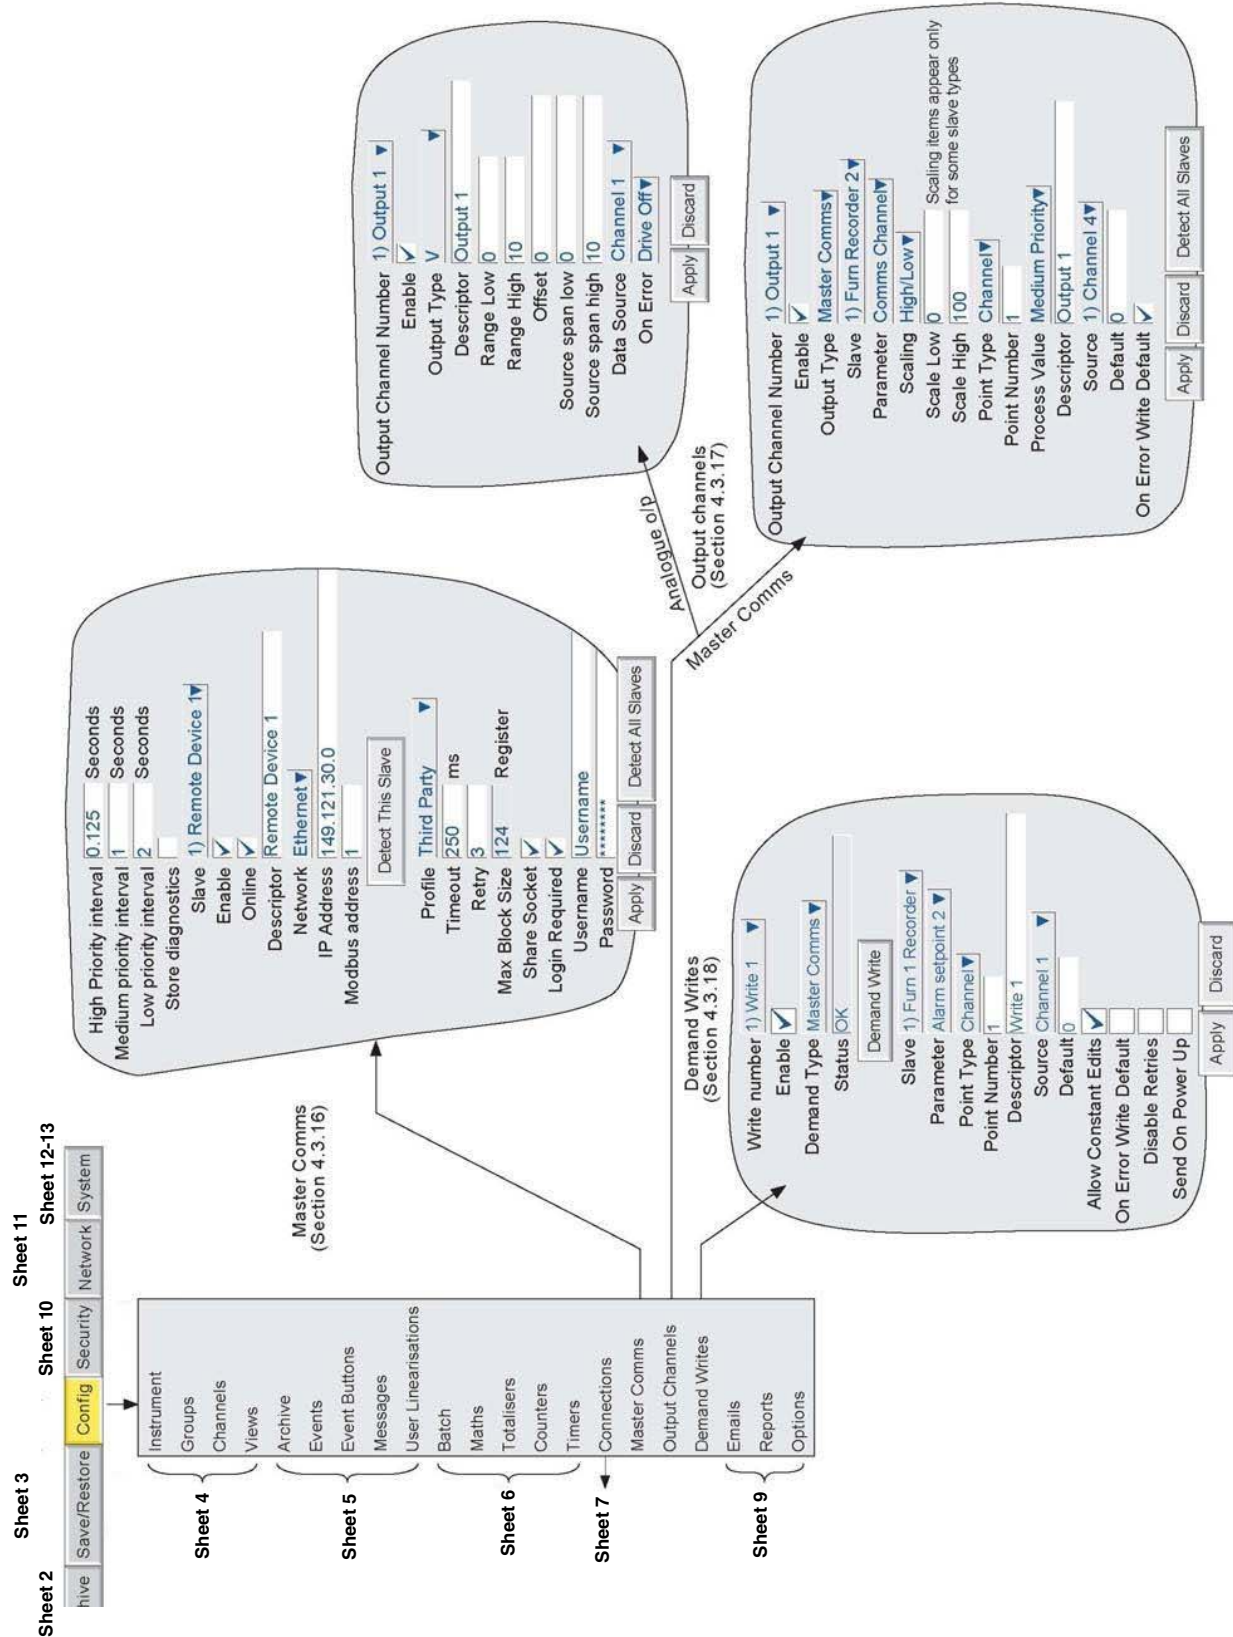 Sheet 2
Sheet 3
Sheet 10
Sheet 11
Sheet 12-13
hive
Save/Restore
Config
Security
Network
System
Instrument
Groups
Channels
Views
Archive
Events
Event Buttons
Messages
User Linearisations
Batch
Maths
Totalisers
Counters
Timers
Connections
Master Comms
Output Channels
Demand Writes
Emails
Reports
Options
Sheet 4
Sheet 5
Sheet 6
Sheet 7
Sheet 9
Master Comms
(Section 4.3.16)
High Priority interval 0.125 Seconds
Medium priority interval 1 Seconds
Low priority interval 2 Seconds
Store diagnostics
Slave 1) Remote Device 1
Enable
Online
Descriptor Remote Device 1
Network Ethernet
IP Address 149.121.30.0
Modbus address 1
Detect This Slave
Profile Third Party
Timeout 250 ms
Retry 3
Max Block Size 124 Register
Share Socket
Login Required
Username Username
Password ********
Apply Discard Detect All Slaves
Demand Writes
(Section 4.3.18)
Write number 1) Write 1
Enable
Demand Type Master Comms
Status OK
Demand Write
Slave 1) Furn 1 Recorder
Parameter Alarm setpoint 2
Point Type Channel
Point Number 1
Descriptor Write 1
Source Channel 1
Default 0
Allow Constant Edits
On Error Write Default
Disable Retries
Send On Power Up
Apply Discard
Output channels
(Section 4.3.17)
Analogue o/p
Master Comms
Output Channel Number 1) Output 1
Enable
Output Type V
Descriptor Output 1
Range Low 0
Range High 10
Offset 0
Source span low 0
Source span high 10
Data Source Channel 1
On Error Drive Off
Apply Discard
Output Channel Number 1) Output 1
Enable
Output Type Master Comms
Slave 1) Furn Recorder 2
Parameter Comms Channel
Scaling High/Low
Scale Low 0 Scaling items appear only
Scale High 100 for some slave types
Point Type Channel
Point Number 1
Process Value Medium Priority
Descriptor Output 1
Source 1) Channel 4
Default 0
On Error Write Default
Apply Discard Detect All Slaves